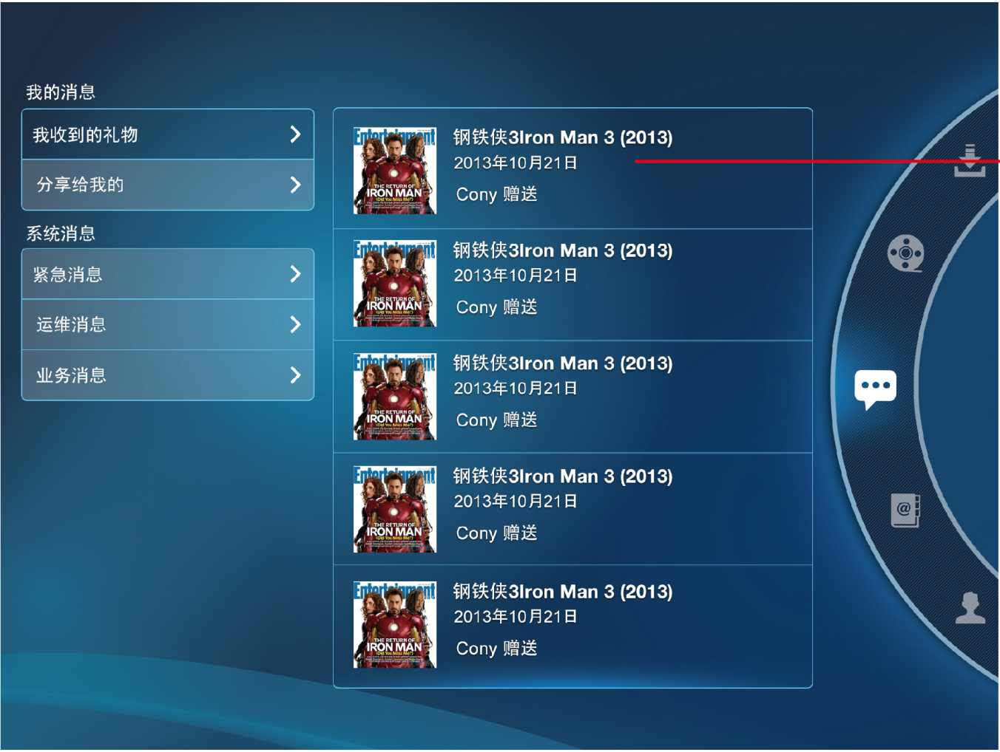 我的消息
我收到的礼物
分享给我的
系统消息
紧急消息
运维消息
业务消息
Entertainment
THE RETURN OF
IRON MAN
(Did You Miss Me?)
钢铁侠3Iron Man 3 (2013)
2013年10月21日
Cony 赠送
Entertainment
THE RETURN OF
IRON MAN
(Did You Miss Me?)
钢铁侠3Iron Man 3 (2013)
2013年10月21日
Cony 赠送
Entertainment
THE RETURN OF
IRON MAN
(Did You Miss Me?)
钢铁侠3Iron Man 3 (2013)
2013年10月21日
Cony 赠送
Entertainment
THE RETURN OF
IRON MAN
(Did You Miss Me?)
钢铁侠3Iron Man 3 (2013)
2013年10月21日
Cony 赠送
Entertainment
THE RETURN OF
IRON MAN
(Did You Miss Me?)
钢铁侠3Iron Man 3 (2013)
2013年10月21日
Cony 赠送
@